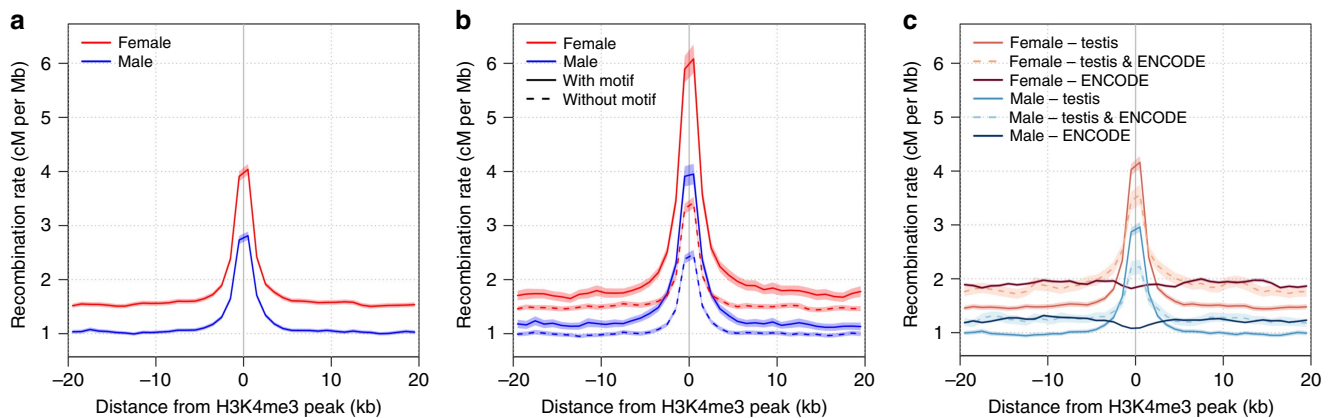 a
Recombination rate (cM per Mb)
6
5
4
3
2
1
Female
Male
−20
−10
0
10
20
Distance from H3K4me3 peak (kb)
b
Recombination rate (cM per Mb)
6
5
4
3
2
1
Female
Male
With motif
Without motif
−20
−10
0
10
20
Distance from H3K4me3 peak (kb)
c
Recombination rate (cM per Mb)
6
5
4
3
2
1
Female – testis
Female – testis & ENCODE
Female – ENCODE
Male – testis
Male – testis & ENCODE
Male – ENCODE
−20
−10
0
10
20
Distance from H3K4me3 peak (kb)